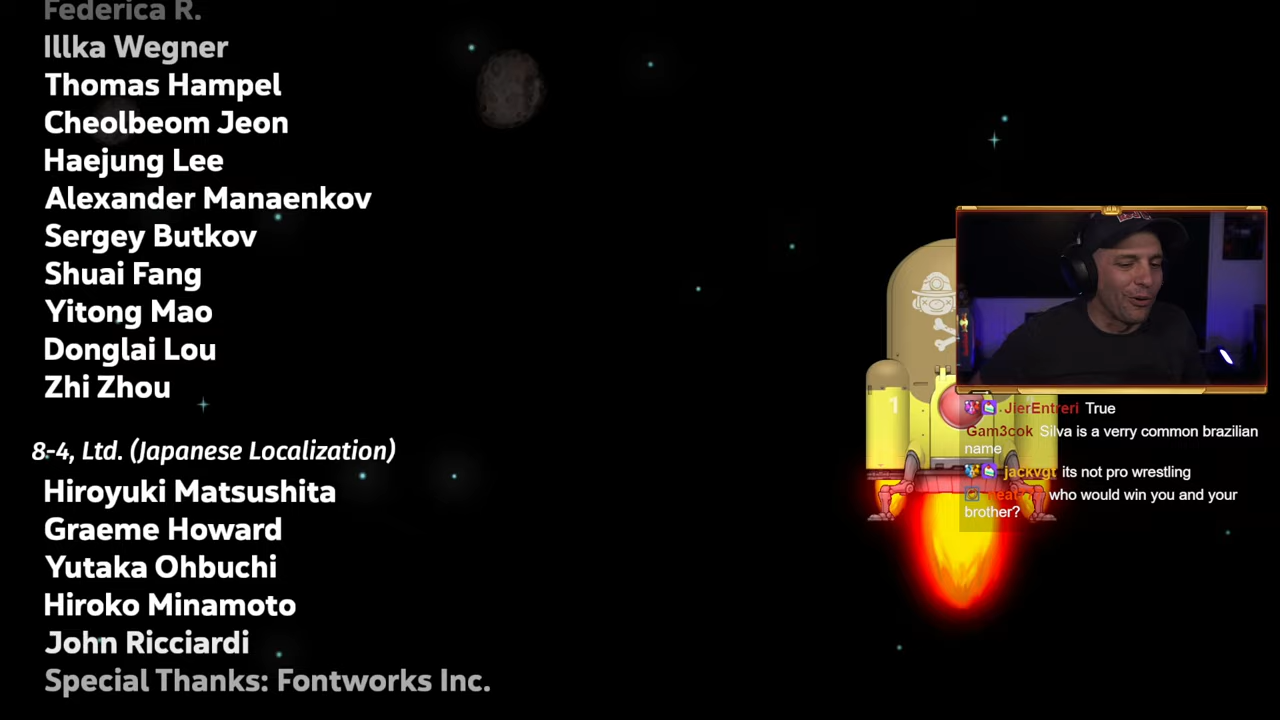 Federica R.
Illka Wegner
Thomas Hampel
Cheolbeom Jeon
Haejung Lee
Alexander Manaenkov
Sergey Butkov
Shuai Fang
Yitong Mao
Donglai Lou
Zhi Zhou
8-4, Ltd. (Japanese Localization)
Hiroyuki Matsushita
Graeme Howard
Yutaka Ohbuchi
Hiroko Minamoto
John Ricciardi
Special Thanks: Fontworks Inc.
1
JierEntreri True
Gam3cok Silva is a verry common brazilian
name
jackvgt its not pro wrestling
who would win you and your
brother?